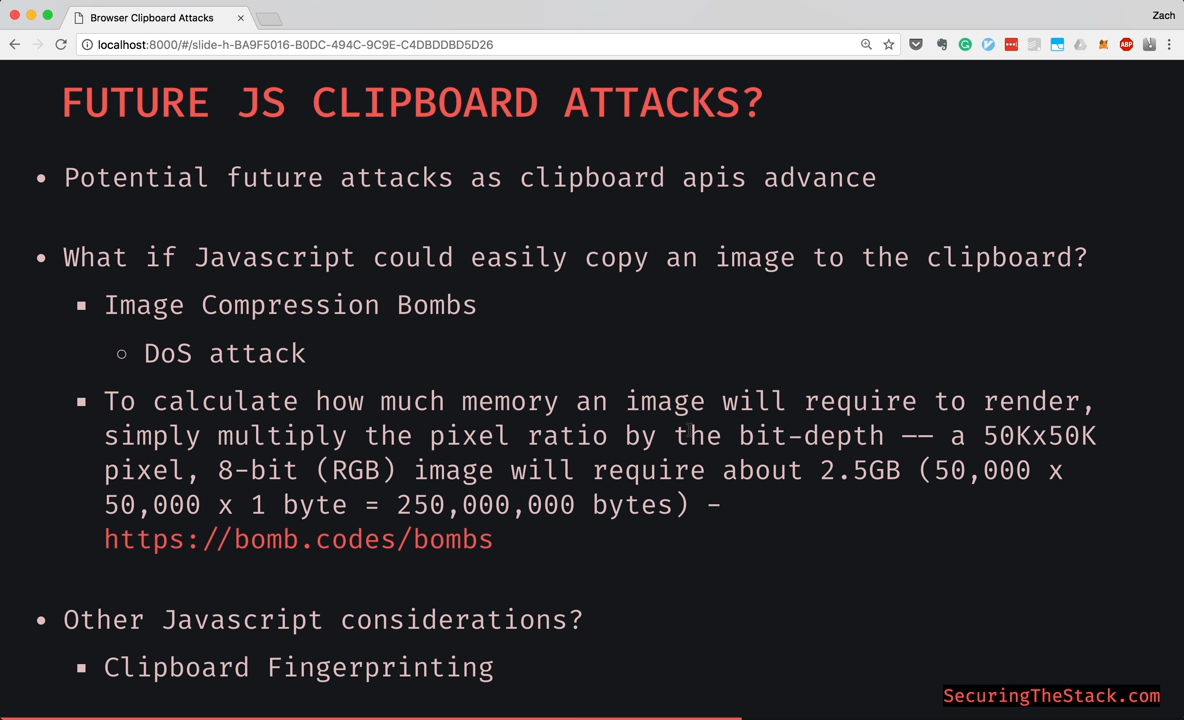 Browser Clipboard Attacks
Zach
localhost:8000/#/slide-h-BA9F5016-B0DC-494C-9C9E-C4DBDDBD5D26
ABP
FUTURE JS CLIPBOARD ATTACKS?
• Potential future attacks as clipboard apis advance
• What if Javascript could easily copy an image to the clipboard?
▪ Image Compression Bombs
○ DoS attack
▪ To calculate how much memory an image will require to render,
simply multiply the pixel ratio by the bit-depth -- a 50Kx50K
pixel, 8-bit (RGB) image will require about 2.5GB (50,000 x
50,000 x 1 byte = 250,000,000 bytes) -
https://bomb.codes/bombs
• Other Javascript considerations?
▪ Clipboard Fingerprinting
SecuringTheStack.com